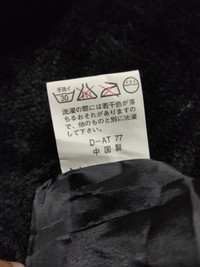 手洗イ
30
洗濯の際には若干色が落
ちるおそれがありますの
で、他のものと別に洗濯
して下さい。
D-AT 77
中国製